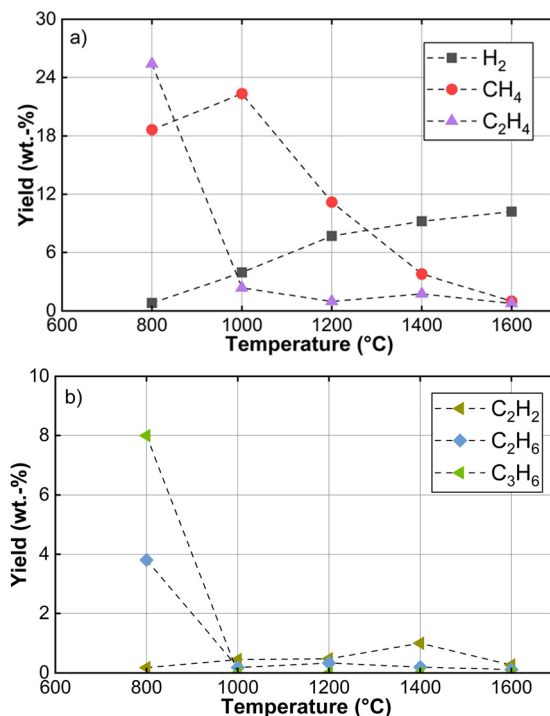 a)
30
24
18
12
6
0
Yield (wt.-%)
H₂
CH₄
C₂H₄
600 800 1000 1200 1400 1600
Temperature (°C)
b)
10
8
6
4
2
0
Yield (wt.-%)
C₂H₂
C₂H₆
C₃H₆
600 800 1000 1200 1400 1600
Temperature (°C)